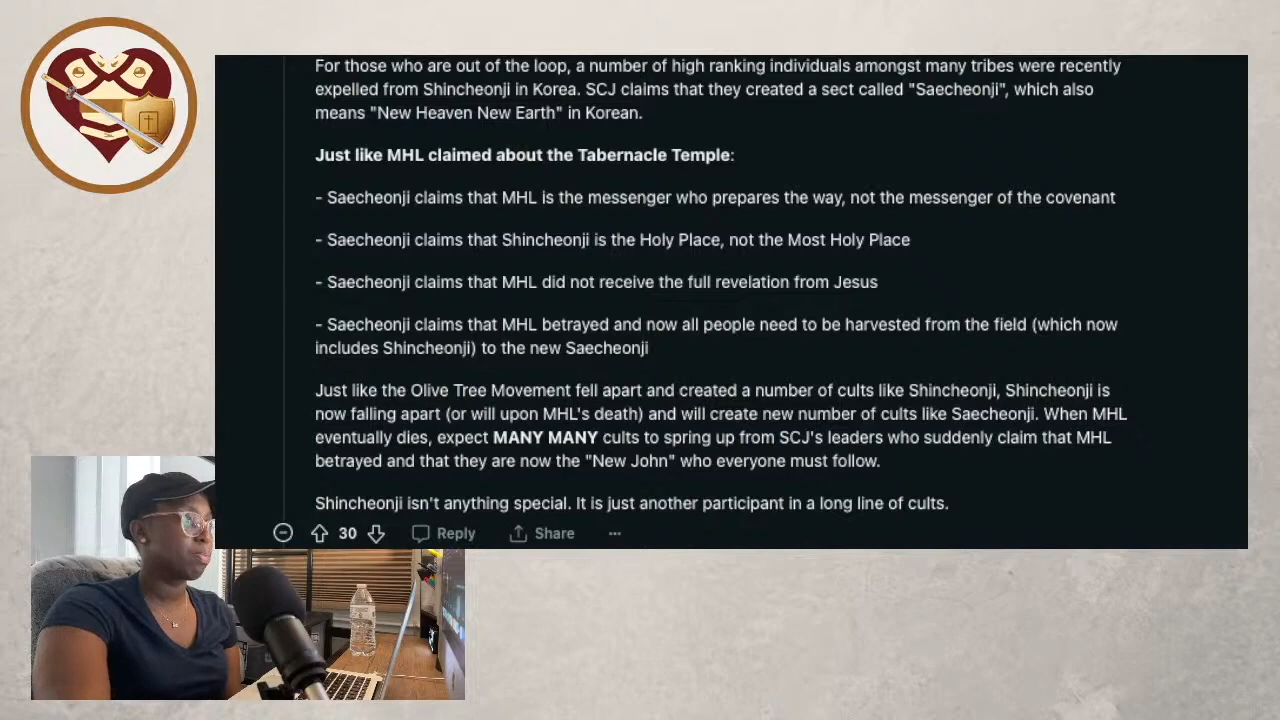 For those who are out of the loop, a number of high ranking individuals amongst many tribes were recently
expelled from Shincheonji in Korea. SCJ claims that they created a sect called "Saecheonji", which also
means "New Heaven New Earth" in Korean.
Just like MHL claimed about the Tabernacle Temple:
- Saecheonji claims that MHL is the messenger who prepares the way, not the messenger of the covenant
- Saecheonji claims that Shincheonji is the Holy Place, not the Most Holy Place
- Saecheonji claims that MHL did not receive the full revelation from Jesus
- Saecheonji claims that MHL betrayed and now all people need to be harvested from the field (which now
includes Shincheonji) to the new Saecheonji
Just like the Olive Tree Movement fell apart and created a number of cults like Shincheonji, Shincheonji is
now falling apart (or will upon MHL's death) and will create new number of cults like Saecheonji. When MHL
eventually dies, expect MANY MANY cults to spring up from SCJ's leaders who suddenly claim that MHL
betrayed and that they are now the "New John" who everyone must follow.
Shincheonji isn't anything special. It is just another participant in a long line of cults.
30 Reply Share